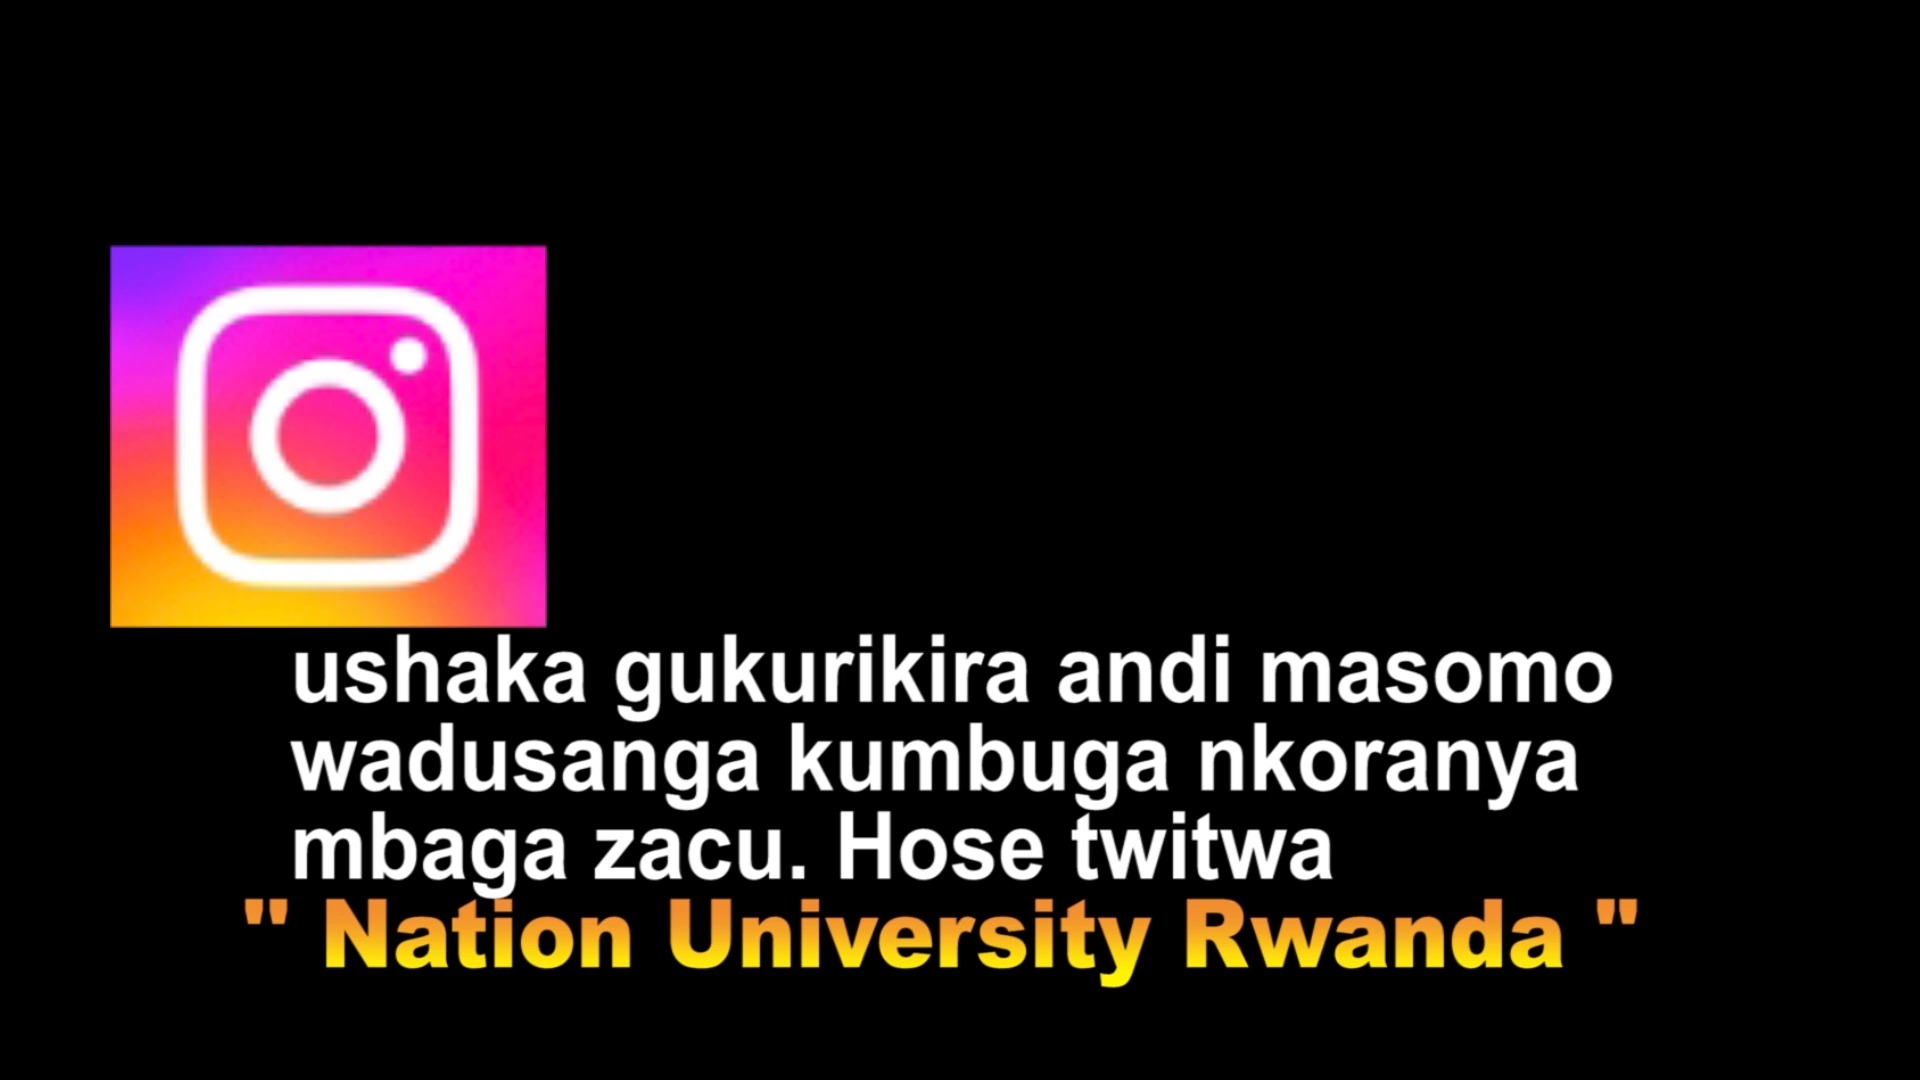 ushaka gukurikira andi masomo
wadusanga kumbuga nkoranya
mbaga zacu. Hose twitwa
" Nation University Rwanda "